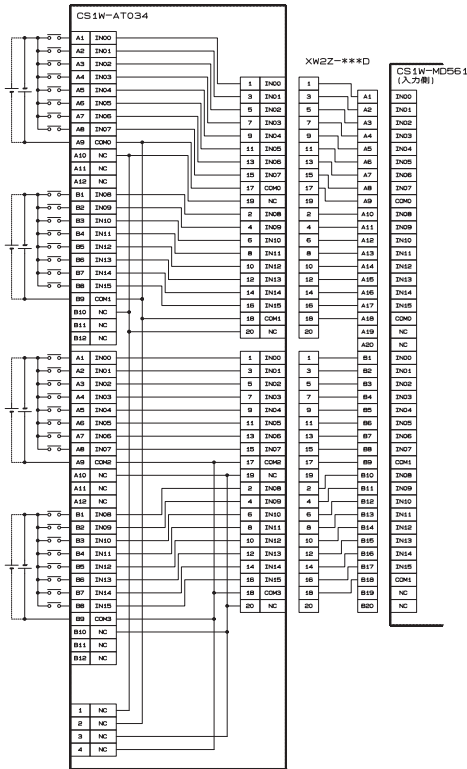 CS1W-AT034
A1 IN00
A2 IN01
A3 IN02
A4 IN03
A5 IN04
A6 IN05
A7 IN06
A8 IN07
A9 COM0
A10 NC
A11 NC
A12 NC
B1 IN08
B2 IN09
B3 IN10
B4 IN11
B5 IN12
B6 IN13
B7 IN14
B8 IN15
B9 COM1
B10 NC
B11 NC
B12 NC
A1 IN00
A2 IN01
A3 IN02
A4 IN03
A5 IN04
A6 IN05
A7 IN06
A8 IN07
A9 COM2
A10 NC
A11 NC
A12 NC
B1 IN08
B2 IN09
B3 IN10
B4 IN11
B5 IN12
B6 IN13
B7 IN14
B8 IN15
B9 COM3
B10 NC
B11 NC
B12 NC
1 NC
2 NC
3 NC
4 NC
1 IN00
3 IN01
5 IN02
7 IN03
9 IN04
11 IN05
13 IN06
15 IN07
17 COM0
19 NC
2 IN08
4 IN09
6 IN10
8 IN11
10 IN12
12 IN13
14 IN14
16 IN15
18 COM1
20 NC
1 IN00
3 IN01
5 IN02
7 IN03
9 IN04
11 IN05
13 IN06
15 IN07
17 COM2
19 NC
2 IN08
4 IN09
6 IN10
8 IN11
10 IN12
12 IN13
14 IN14
16 IN15
18 COM3
20 NC
XW2Z-***D
1
3
5
7
9
11
13
15
17
19
2
4
6
8
10
12
14
16
18
20
1
3
5
7
9
11
13
15
17
19
2
4
6
8
10
12
14
16
18
20
CS1W-MD561
(入力側)
A1 IN00
A2 IN01
A3 IN02
A4 IN03
A5 IN04
A6 IN05
A7 IN06
A8 IN07
A9 COM0
A10 IN08
A11 IN09
A12 IN10
A13 IN11
A14 IN12
A15 IN13
A16 IN14
A17 IN15
A18 COM0
A19 NC
A20 NC
B1 IN00
B2 IN01
B3 IN02
B4 IN03
B5 IN04
B6 IN05
B7 IN06
B8 IN07
B9 COM1
B10 IN08
B11 IN09
B12 IN10
B13 IN11
B14 IN12
B15 IN13
B16 IN14
B17 IN15
B18 COM1
B19 NC
B20 NC